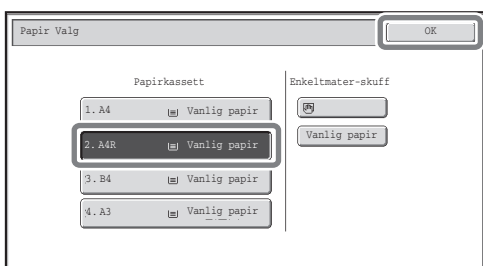 Papir Valg
OK
Papirkassett
1. A4 Vanlig papir
2. A4R Vanlig papir
3. B4 Vanlig papir
4. A3 Vanlig papir
Enkeltmater-skuff
Vanlig papir